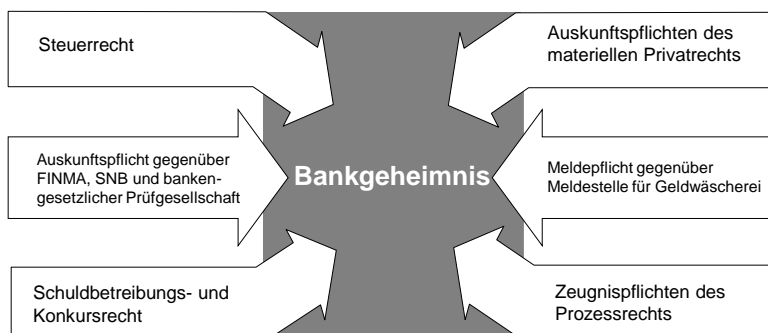 Steuerrecht
Auskunftspflichten des
materiellen Privatrechts
Auskunftspflicht gegenüber
FINMA, SNB und banken-
gesetzlicher Prüfgesellschaft
Bankgeheimnis
Meldepflicht gegenüber
Meldestelle für Geldwäscherei
Schuldbetreibungs- und
Konkursrecht
Zeugnispflichten des
Prozessrechts